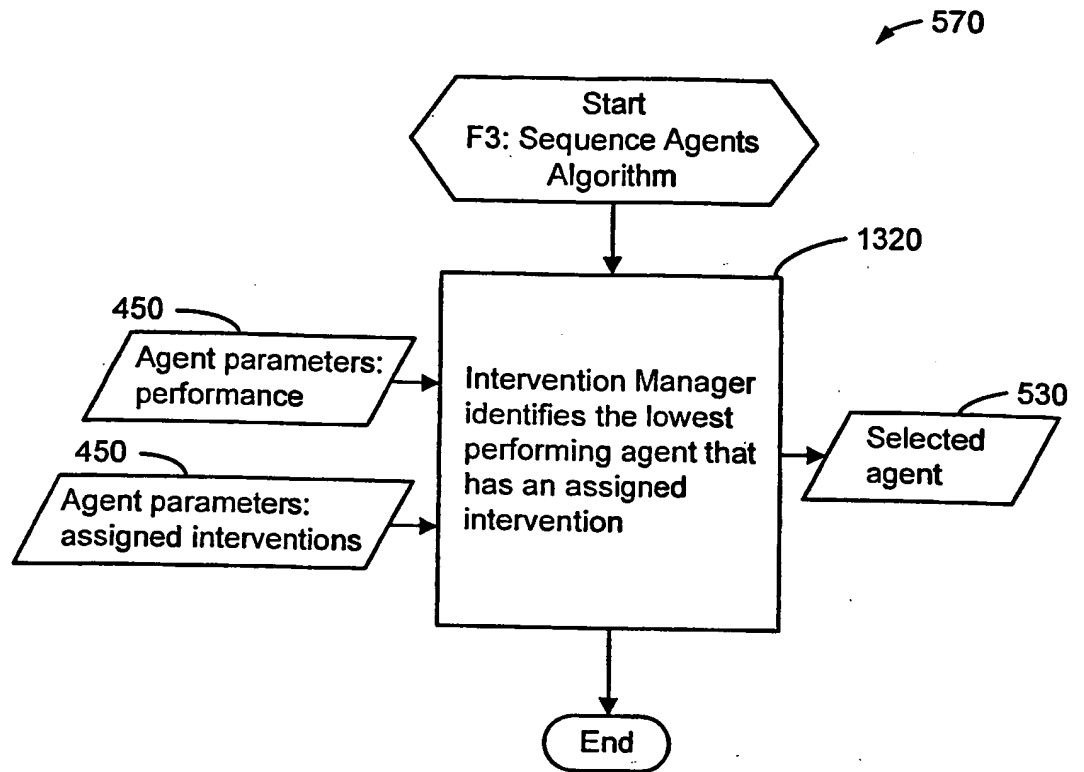 570
Start
F3: Sequence Agents
Algorithm
1320
450
Agent parameters:
performance
450
Agent parameters:
assigned interventions
Intervention Manager
identifies the lowest
performing agent that
has an assigned
intervention
530
Selected
agent
End